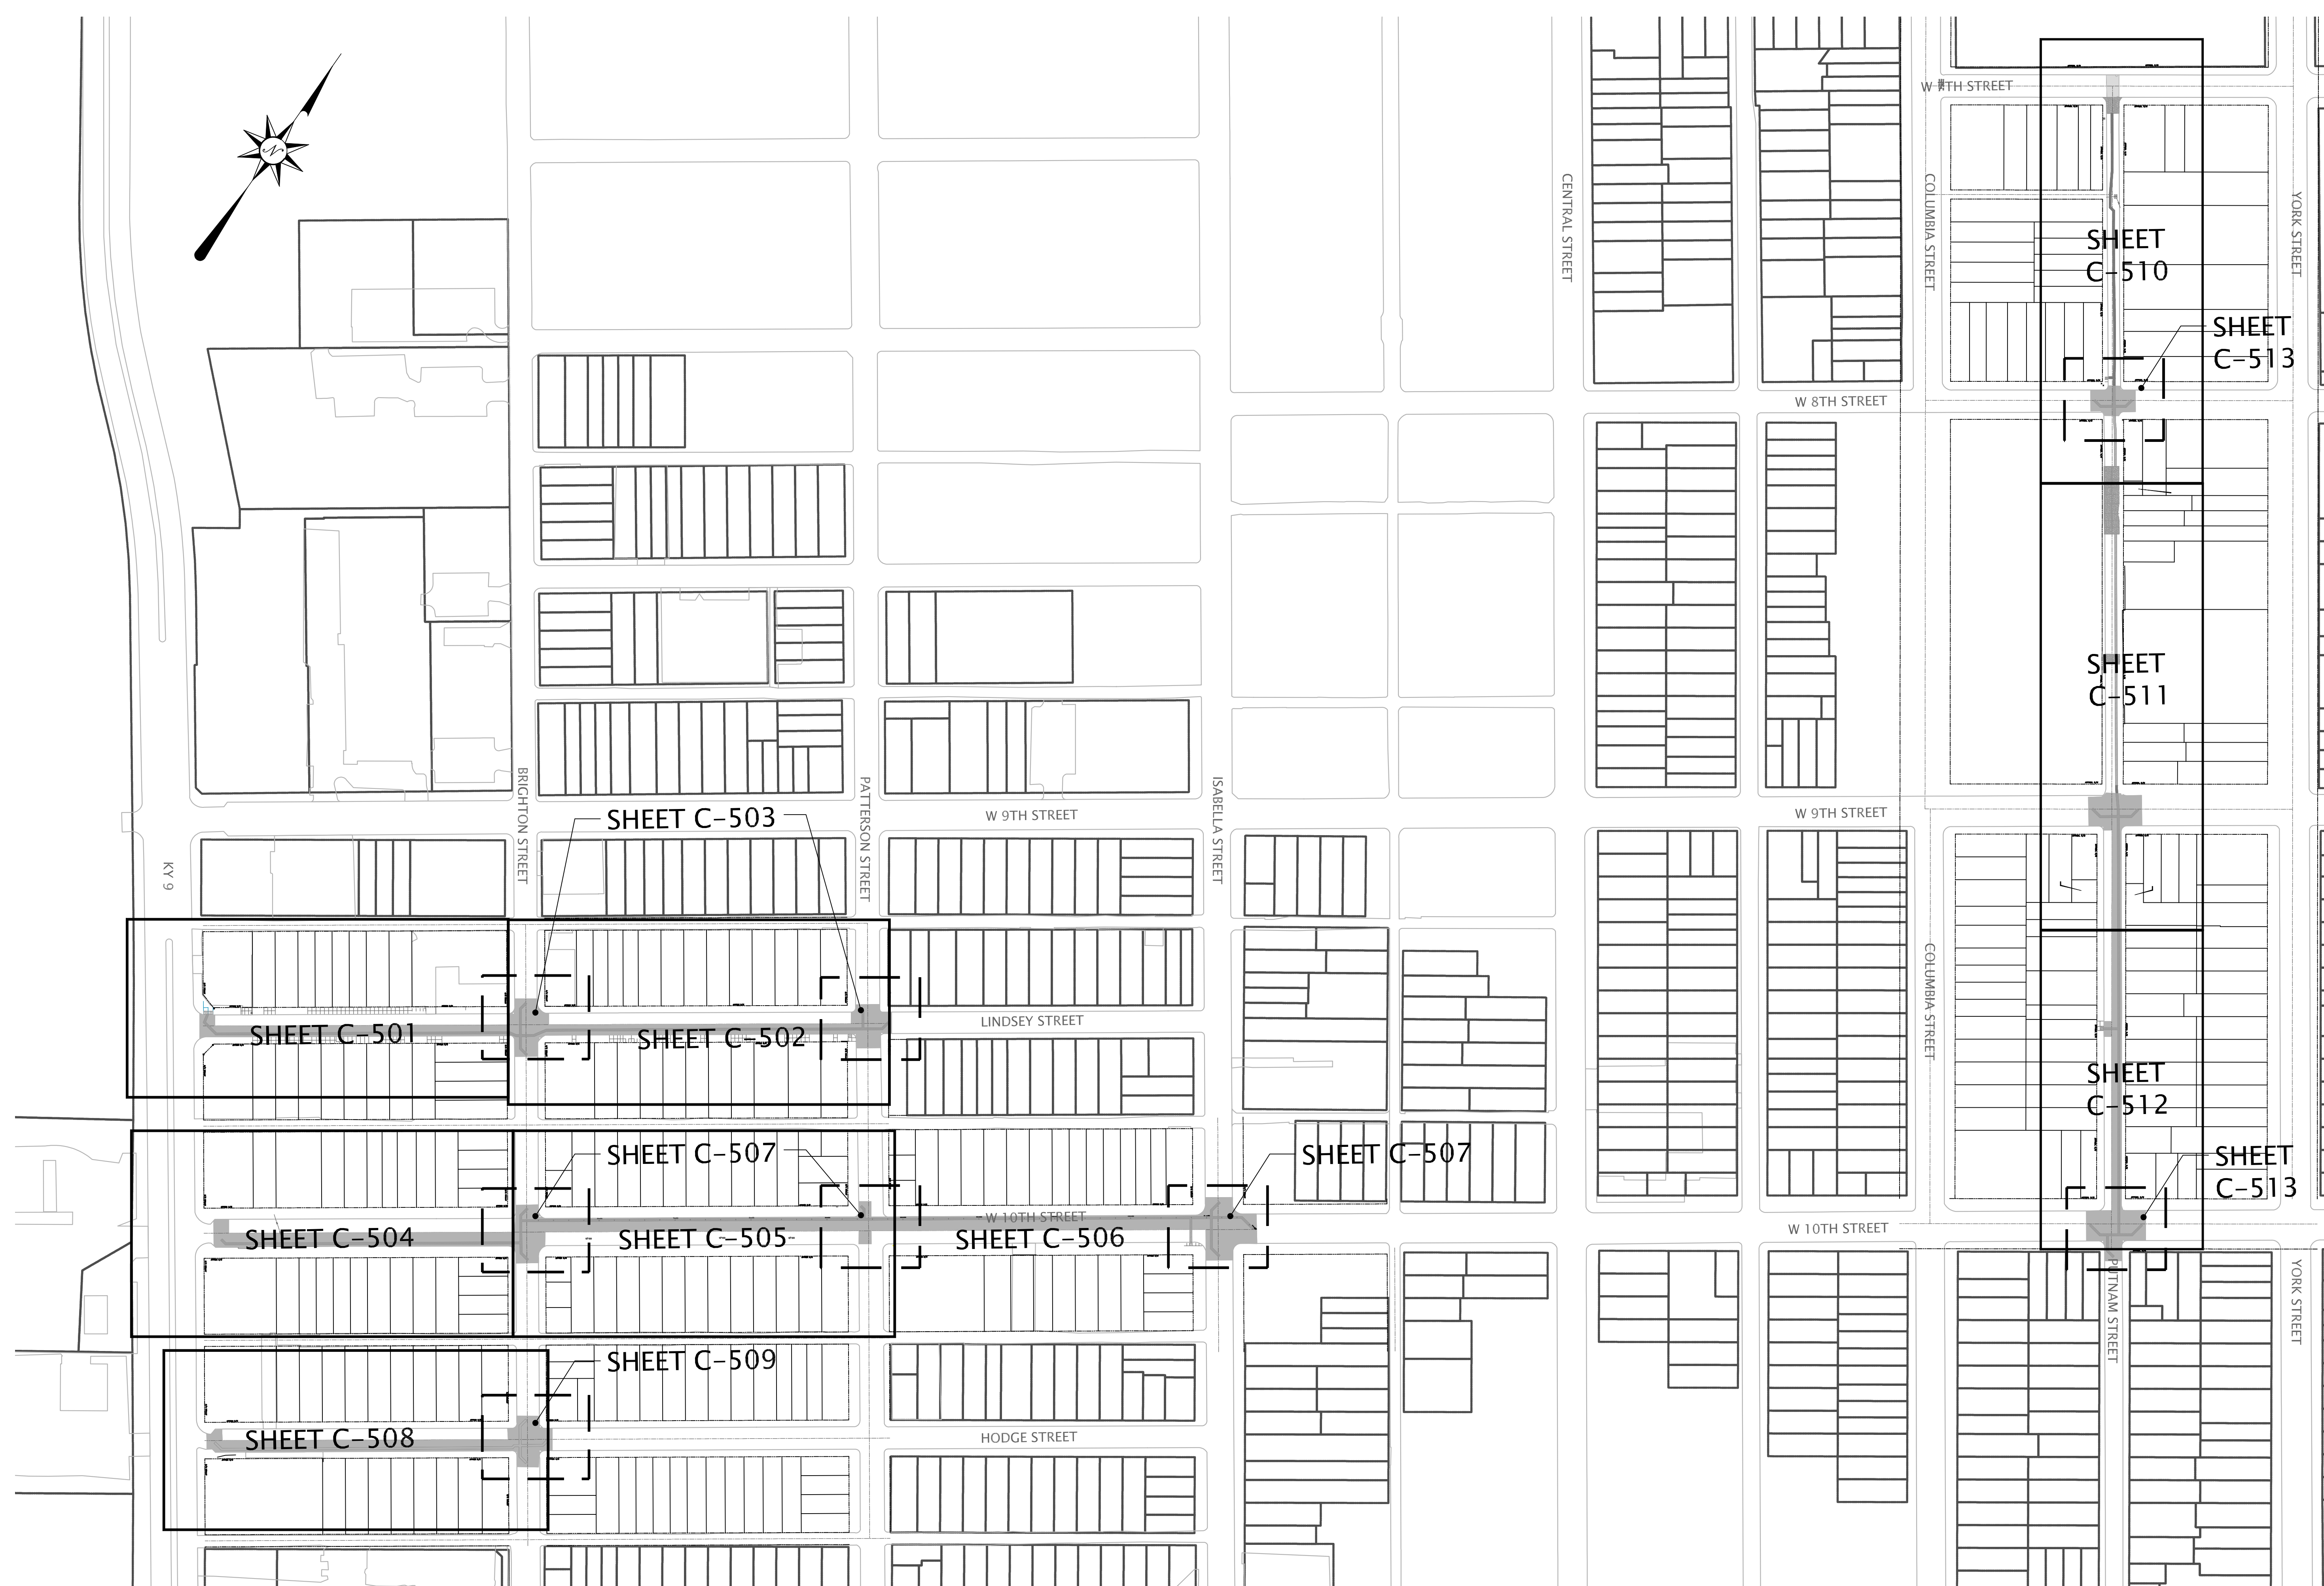 N
W 7TH STREET
CENTRAL STREET
COLUMBIA STREET
YORK STREET
SHEET
C-510
SHEET
C-513
W 8TH STREET
SHEET
C-511
BRIGHTON STREET
PATTERSON STREET
ISABELLA STREET
SHEET C-503
W 9TH STREET
W 9TH STREET
KY 9
COLUMBIA STREET
SHEET C-501
SHEET C-502
LINDSEY STREET
SHEET
C-512
SHEET C-507
SHEET C-507
SHEET
C-513
SHEET C-504
SHEET C-505
W 10TH STREET
SHEET C-506
W 10TH STREET
PUTNAM STREET
YORK STREET
SHEET C-509
SHEET C-508
HODGE STREET